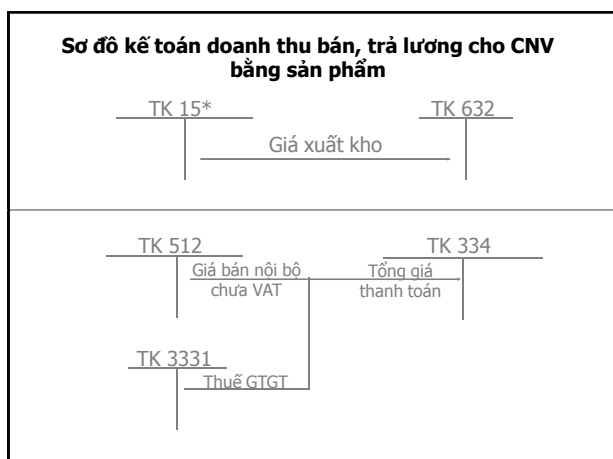 Sơ đồ kế toán doanh thu bán, trả lương cho CNV
bằng sản phẩm
TK 15*
TK 632
Giá xuất kho
TK 512
TK 334
Giá bán nội bộ
chưa VAT
Tổng giá
thanh toán
TK 3331
Thuế GTGT